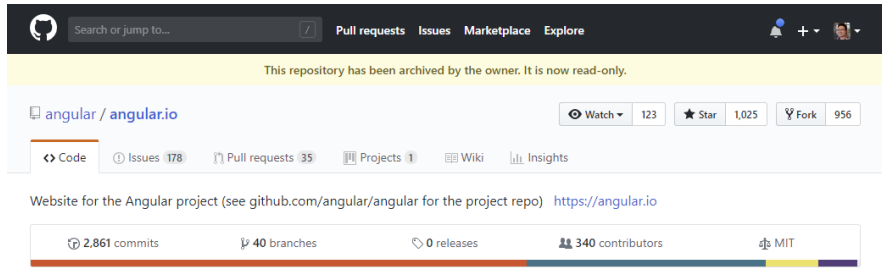 Search or jump to... / Pull requests Issues Marketplace Explore
This repository has been archived by the owner. It is now read-only.
angular / angular.io Watch 123 Star 1,025 Fork 956
Code Issues 178 Pull requests 35 Projects 1 Wiki Insights
Website for the Angular project (see github.com/angular/angular for the project repo) https://angular.io
2,861 commits 40 branches 0 releases 340 contributors MIT